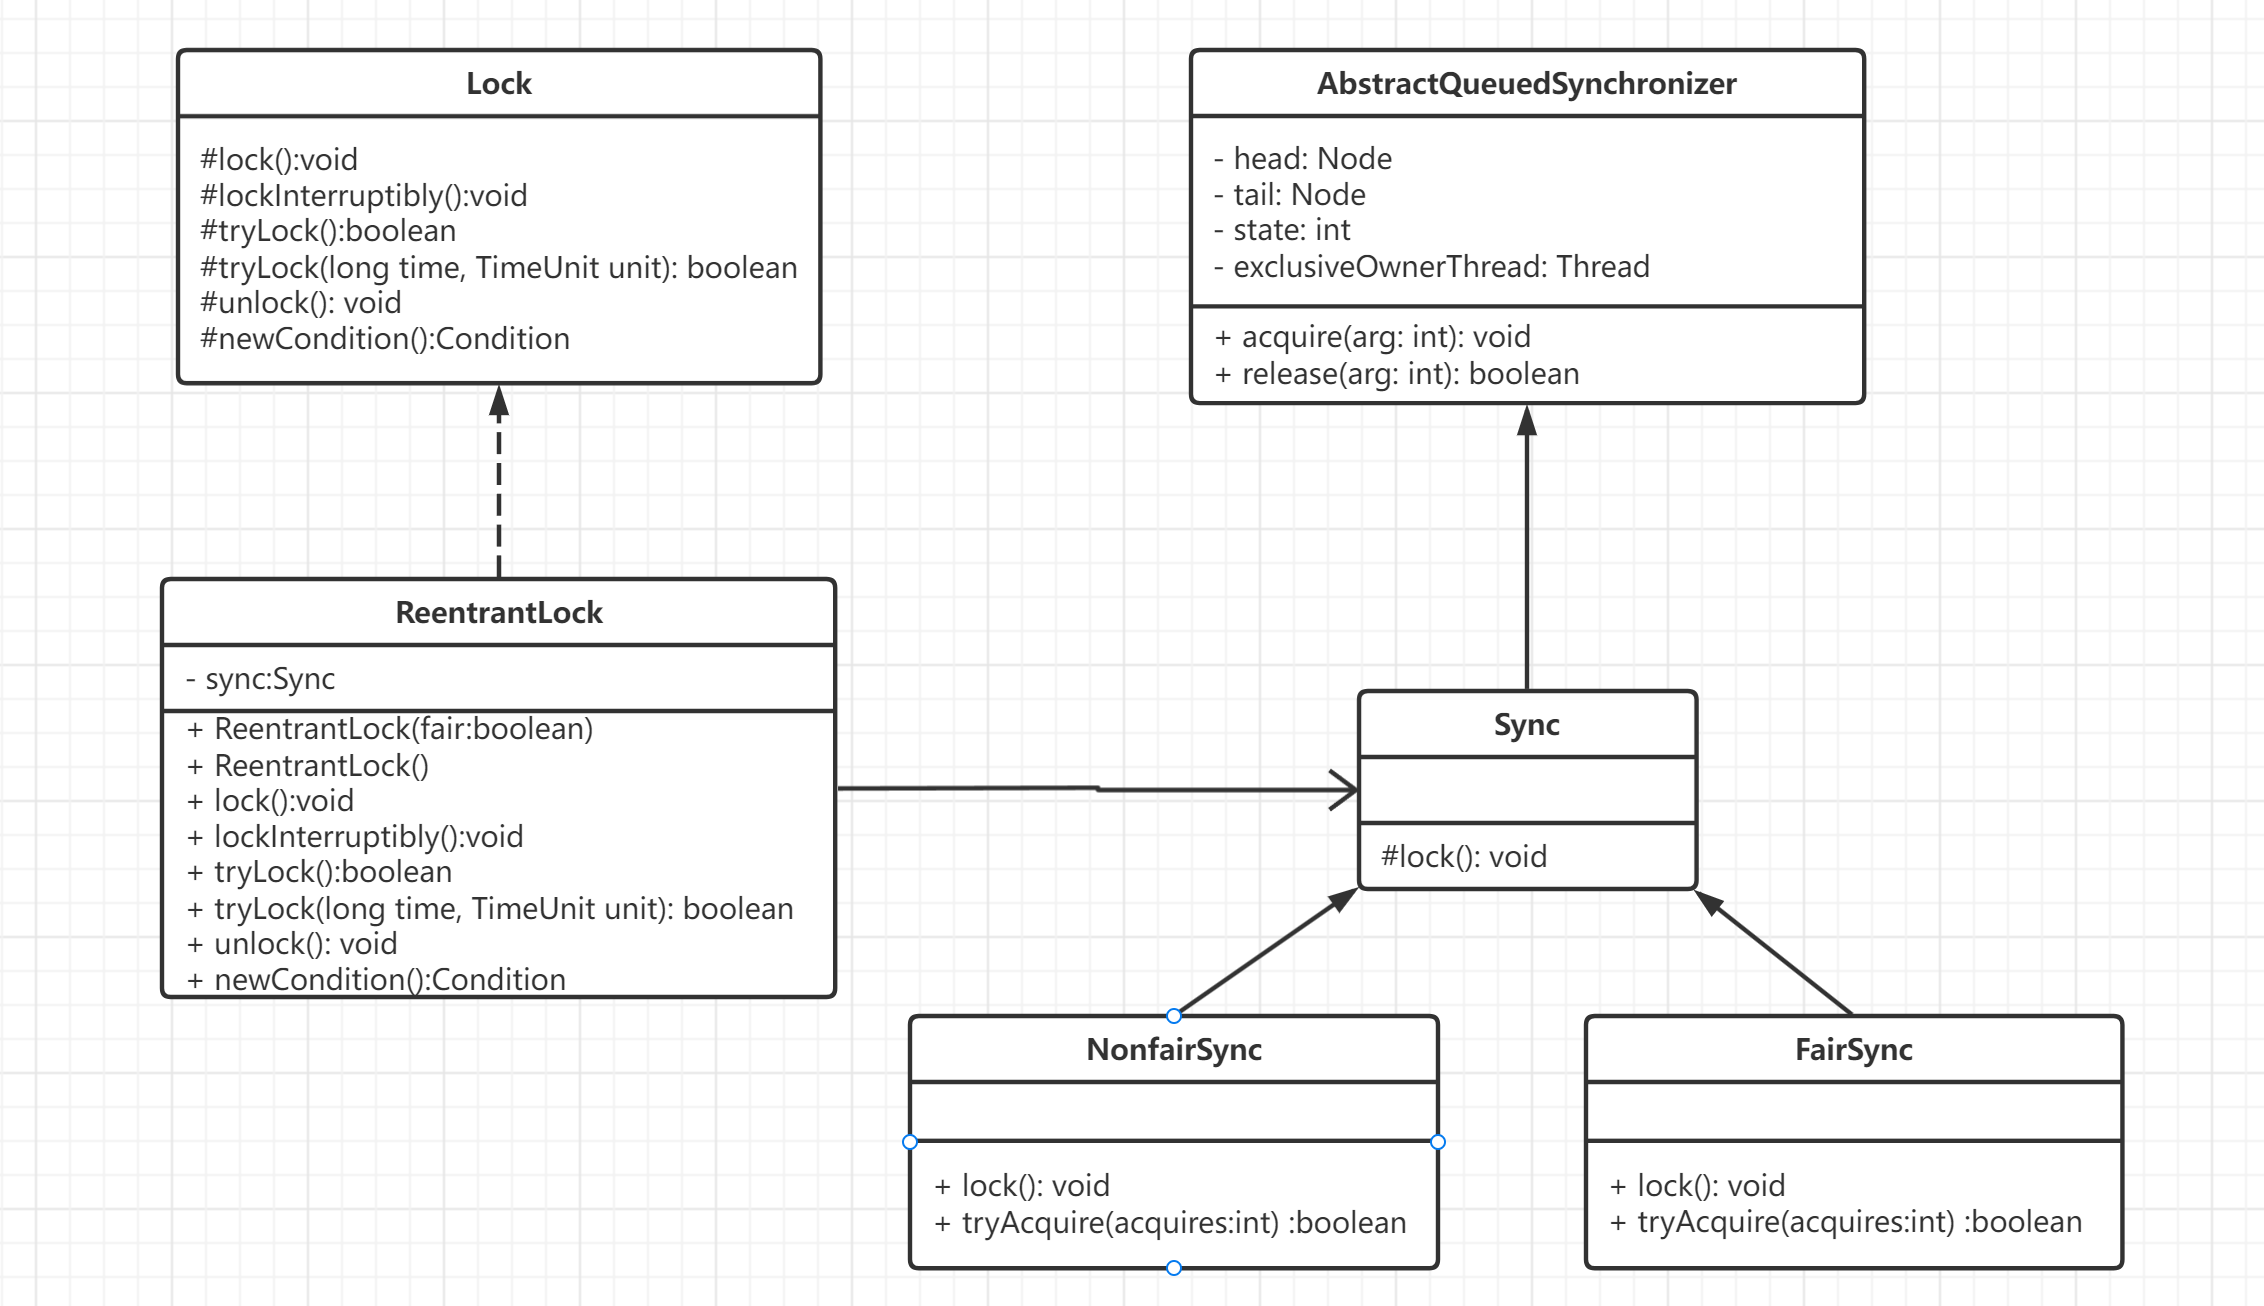 Lock
#lock():void
#lockInterruptibly():void
#tryLock():boolean
#tryLock(long time, TimeUnit unit): boolean
#unlock(): void
#newCondition():Condition
AbstractQueuedSynchronizer
- head: Node
- tail: Node
- state: int
- exclusiveOwnerThread: Thread
+ acquire(arg: int): void
+ release(arg: int): boolean
ReentrantLock
- sync:Sync
+ ReentrantLock(fair:boolean)
+ ReentrantLock()
+ lock():void
+ lockInterruptibly():void
+ tryLock():boolean
+ tryLock(long time, TimeUnit unit): boolean
+ unlock(): void
+ newCondition():Condition
Sync
#lock(): void
NonfairSync
+ lock(): void
+ tryAcquire(acquires:int) :boolean
FairSync
+ lock(): void
+ tryAcquire(acquires:int) :boolean